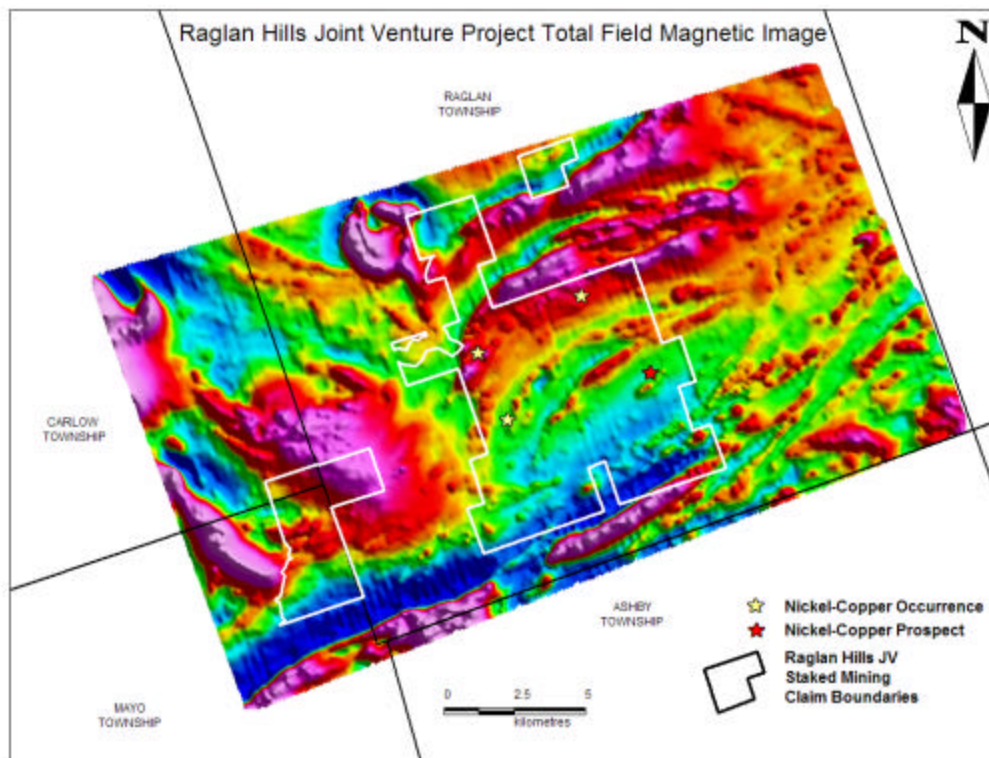 Raglan Hills Joint Venture Project Total Field Magnetic Image
N
RAGLAN
TOWNSHIP
CARLOW
TOWNSHIP
ASHBY
TOWNSHIP
MAYO
TOWNSHIP
Nickel-Copper Occurrence
Nickel-Copper Prospect
Raglan Hills JV
Staked Mining
Claim Boundaries
0 2.5 5
kilometres